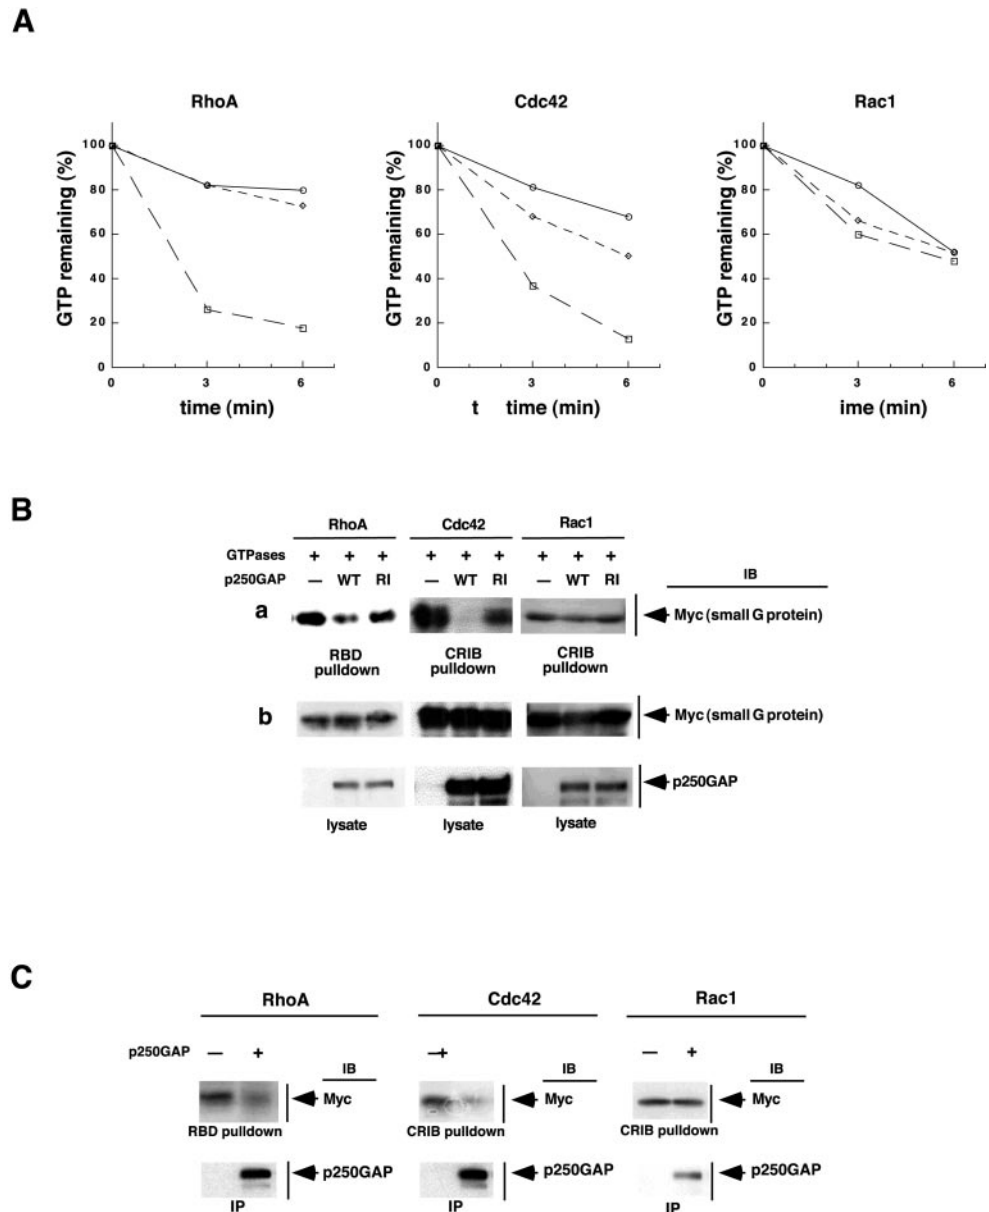 A
RhoA
Cdc42
Rac1
GTP remaining (%)
100
80
60
40
20
0
0
3
6
time (min)
GTP remaining (%)
100
80
60
40
20
0
0
3
6
t time (min)
GTP remaining (%)
100
80
60
40
20
0
0
3
6
ime (min)
B
RhoA Cdc42 Rac1
GTPases + + + + + + + + +
p250GAP — WT RI — WT RI — WT RI IB
a Myc (small G protein)
RBD pulldown
CRIB pulldown
CRIB pulldown
b Myc (small G protein)
p250GAP
lysate lysate lysate
C
RhoA Cdc42 Rac1
p250GAP — + —+ — +
IB IB IB
Myc Myc Myc
RBD pulldown CRIB pulldown CRIB pulldown
p250GAP p250GAP p250GAP
IP IP IP